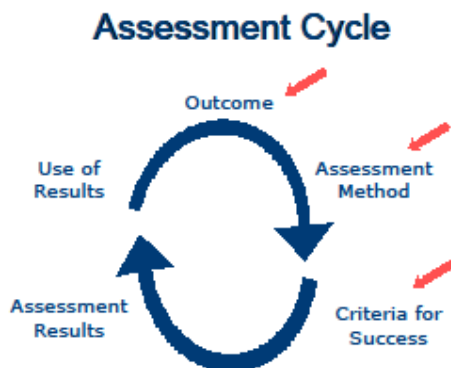 Assessment Cycle
Outcome
Assessment
Method
Criteria for
Success
Assessment
Results
Use of
Results